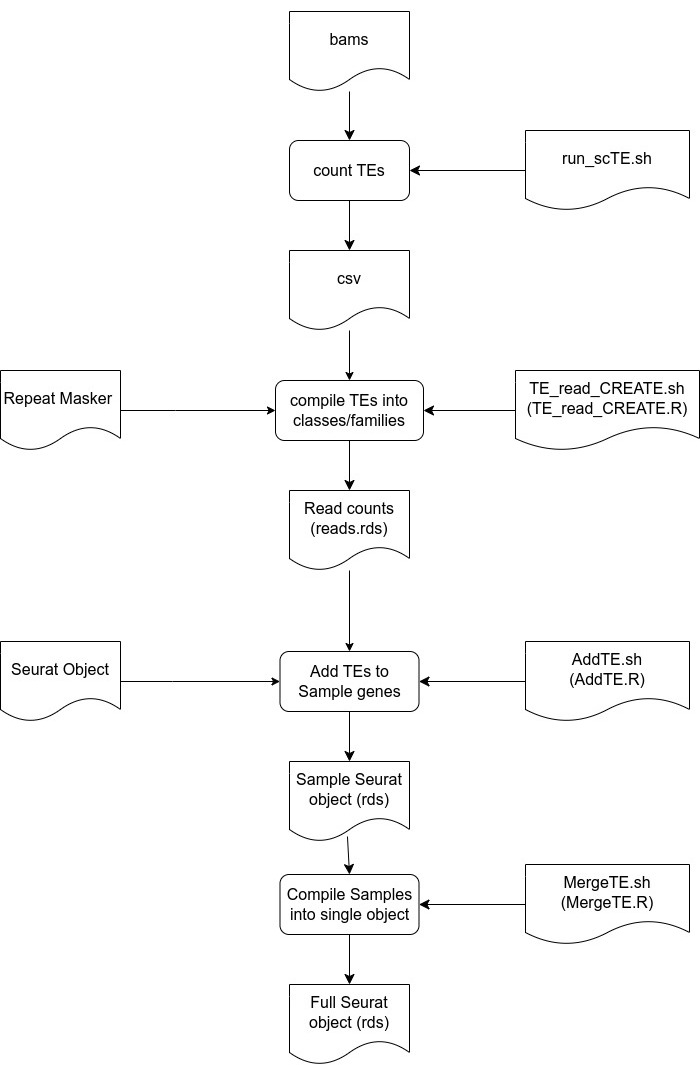 bams
count TEs
run_scTE.sh
csv
Repeat Masker
compile TEs into
classes/families
TE_read_CREATE.sh
(TE_read_CREATE.R)
Read counts
(reads.rds)
Seurat Object
Add TEs to
Sample genes
AddTE.sh
(AddTE.R)
Sample Seurat
object (rds)
Compile Samples
into single object
MergeTE.sh
(MergeTE.R)
Full Seurat
object (rds)